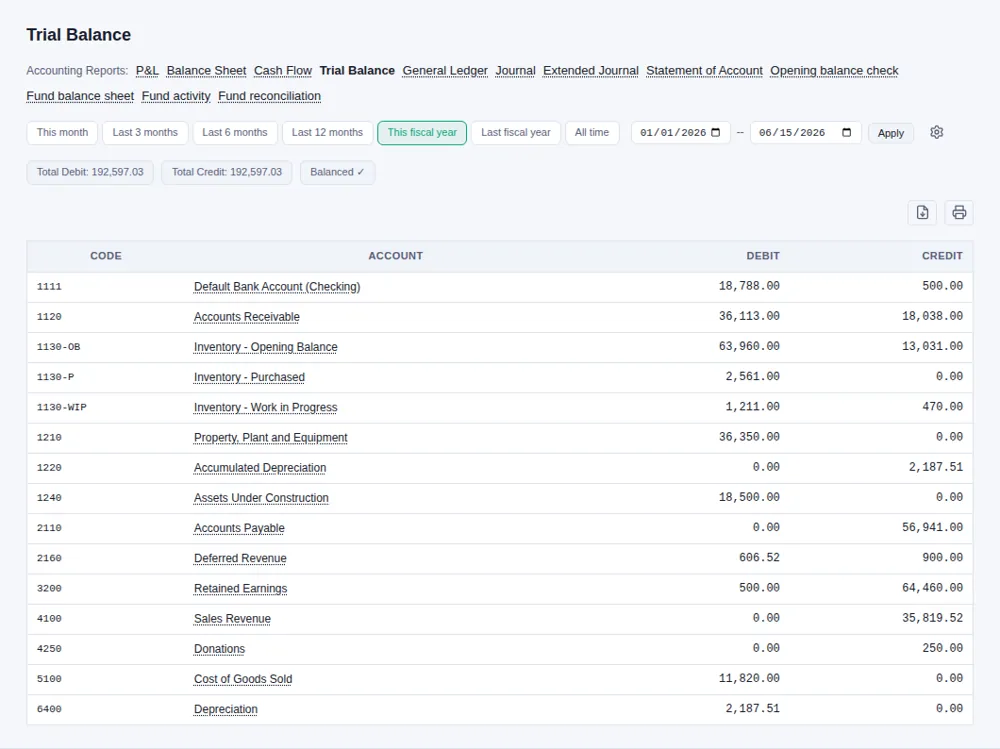 Trial Balance
Accounting Reports: P&L Balance Sheet Cash Flow Trial Balance General Ledger Journal Extended Journal Statement of Account Opening balance check
Fund balance sheet Fund activity Fund reconciliation
This month Last 3 months Last 6 months Last 12 months This fiscal year Last fiscal year All time 01/01/2026 -- 06/15/2026 Apply
Total Debit: 192,597.03 Total Credit: 192,597.03 Balanced ✓
CODE ACCOUNT DEBIT CREDIT
1111 Default Bank Account (Checking) 18,788.00 500.00
1120 Accounts Receivable 36,113.00 18,038.00
1130-OB Inventory - Opening Balance 63,960.00 13,031.00
1130-P Inventory - Purchased 2,561.00 0.00
1130-WIP Inventory - Work in Progress 1,211.00 470.00
1210 Property, Plant and Equipment 36,350.00 0.00
1220 Accumulated Depreciation 0.00 2,187.51
1240 Assets Under Construction 18,500.00 0.00
2110 Accounts Payable 0.00 56,941.00
2160 Deferred Revenue 606.52 900.00
3200 Retained Earnings 500.00 64,460.00
4100 Sales Revenue 0.00 35,819.52
4250 Donations 0.00 250.00
5100 Cost of Goods Sold 11,820.00 0.00
6400 Depreciation 2,187.51 0.00